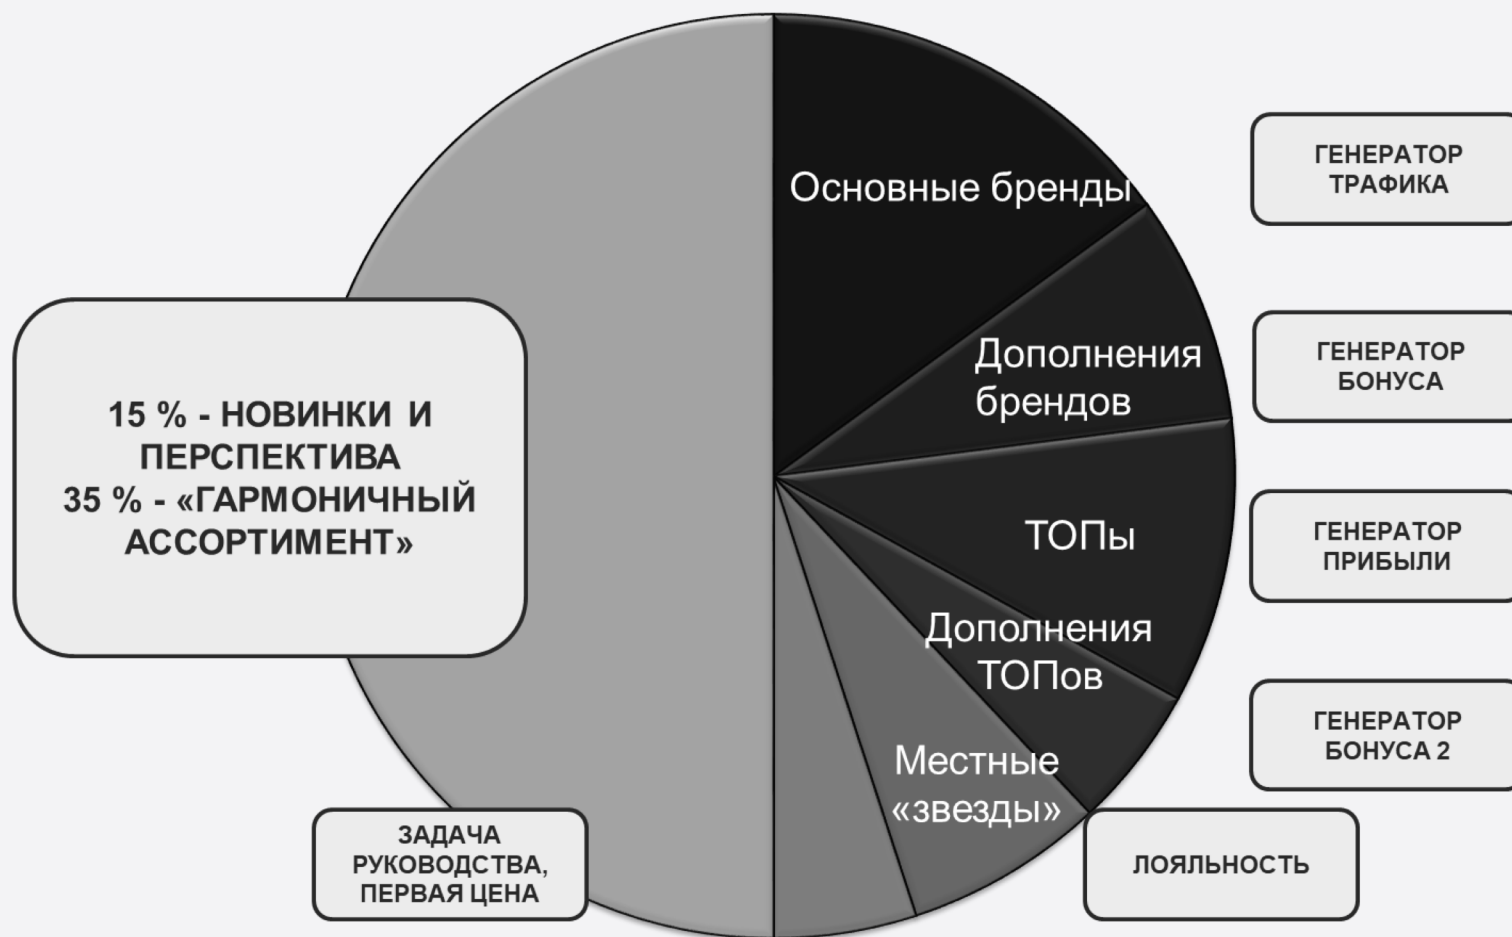 Основные бренды
ГЕНЕРАТОР
ТРАФИКА
Дополнения
брендов
ГЕНЕРАТОР
БОНУСА
15 % - НОВИНКИ И
ПЕРСПЕКТИВА
35 % - «ГАРМОНИЧНЫЙ
АССОРТИМЕНТ»
ТОПы
ГЕНЕРАТОР
ПРИБЫЛИ
Дополнения
ТОПов
ГЕНЕРАТОР
БОНУСА 2
Местные
«звезды»
ЗАДАЧА
РУКОВОДСТВА,
ПЕРВАЯ ЦЕНА
ЛОЯЛЬНОСТЬ